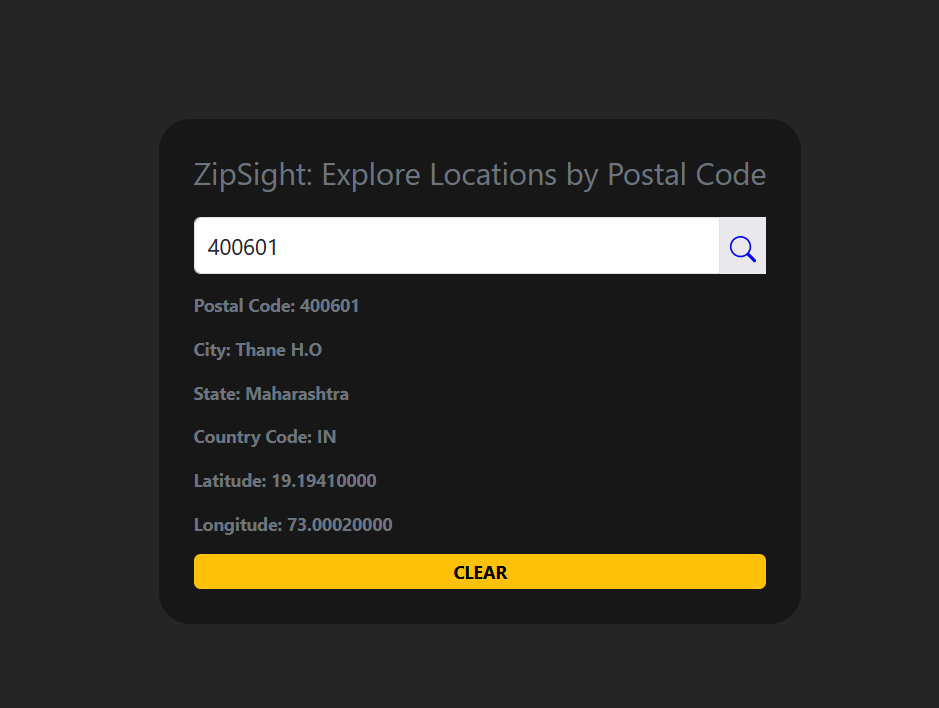 ZipSight: Explore Locations by Postal Code
400601
Postal Code: 400601
City: Thane H.O
State: Maharashtra
Country Code: IN
Latitude: 19.19410000
Longitude: 73.00020000
CLEAR